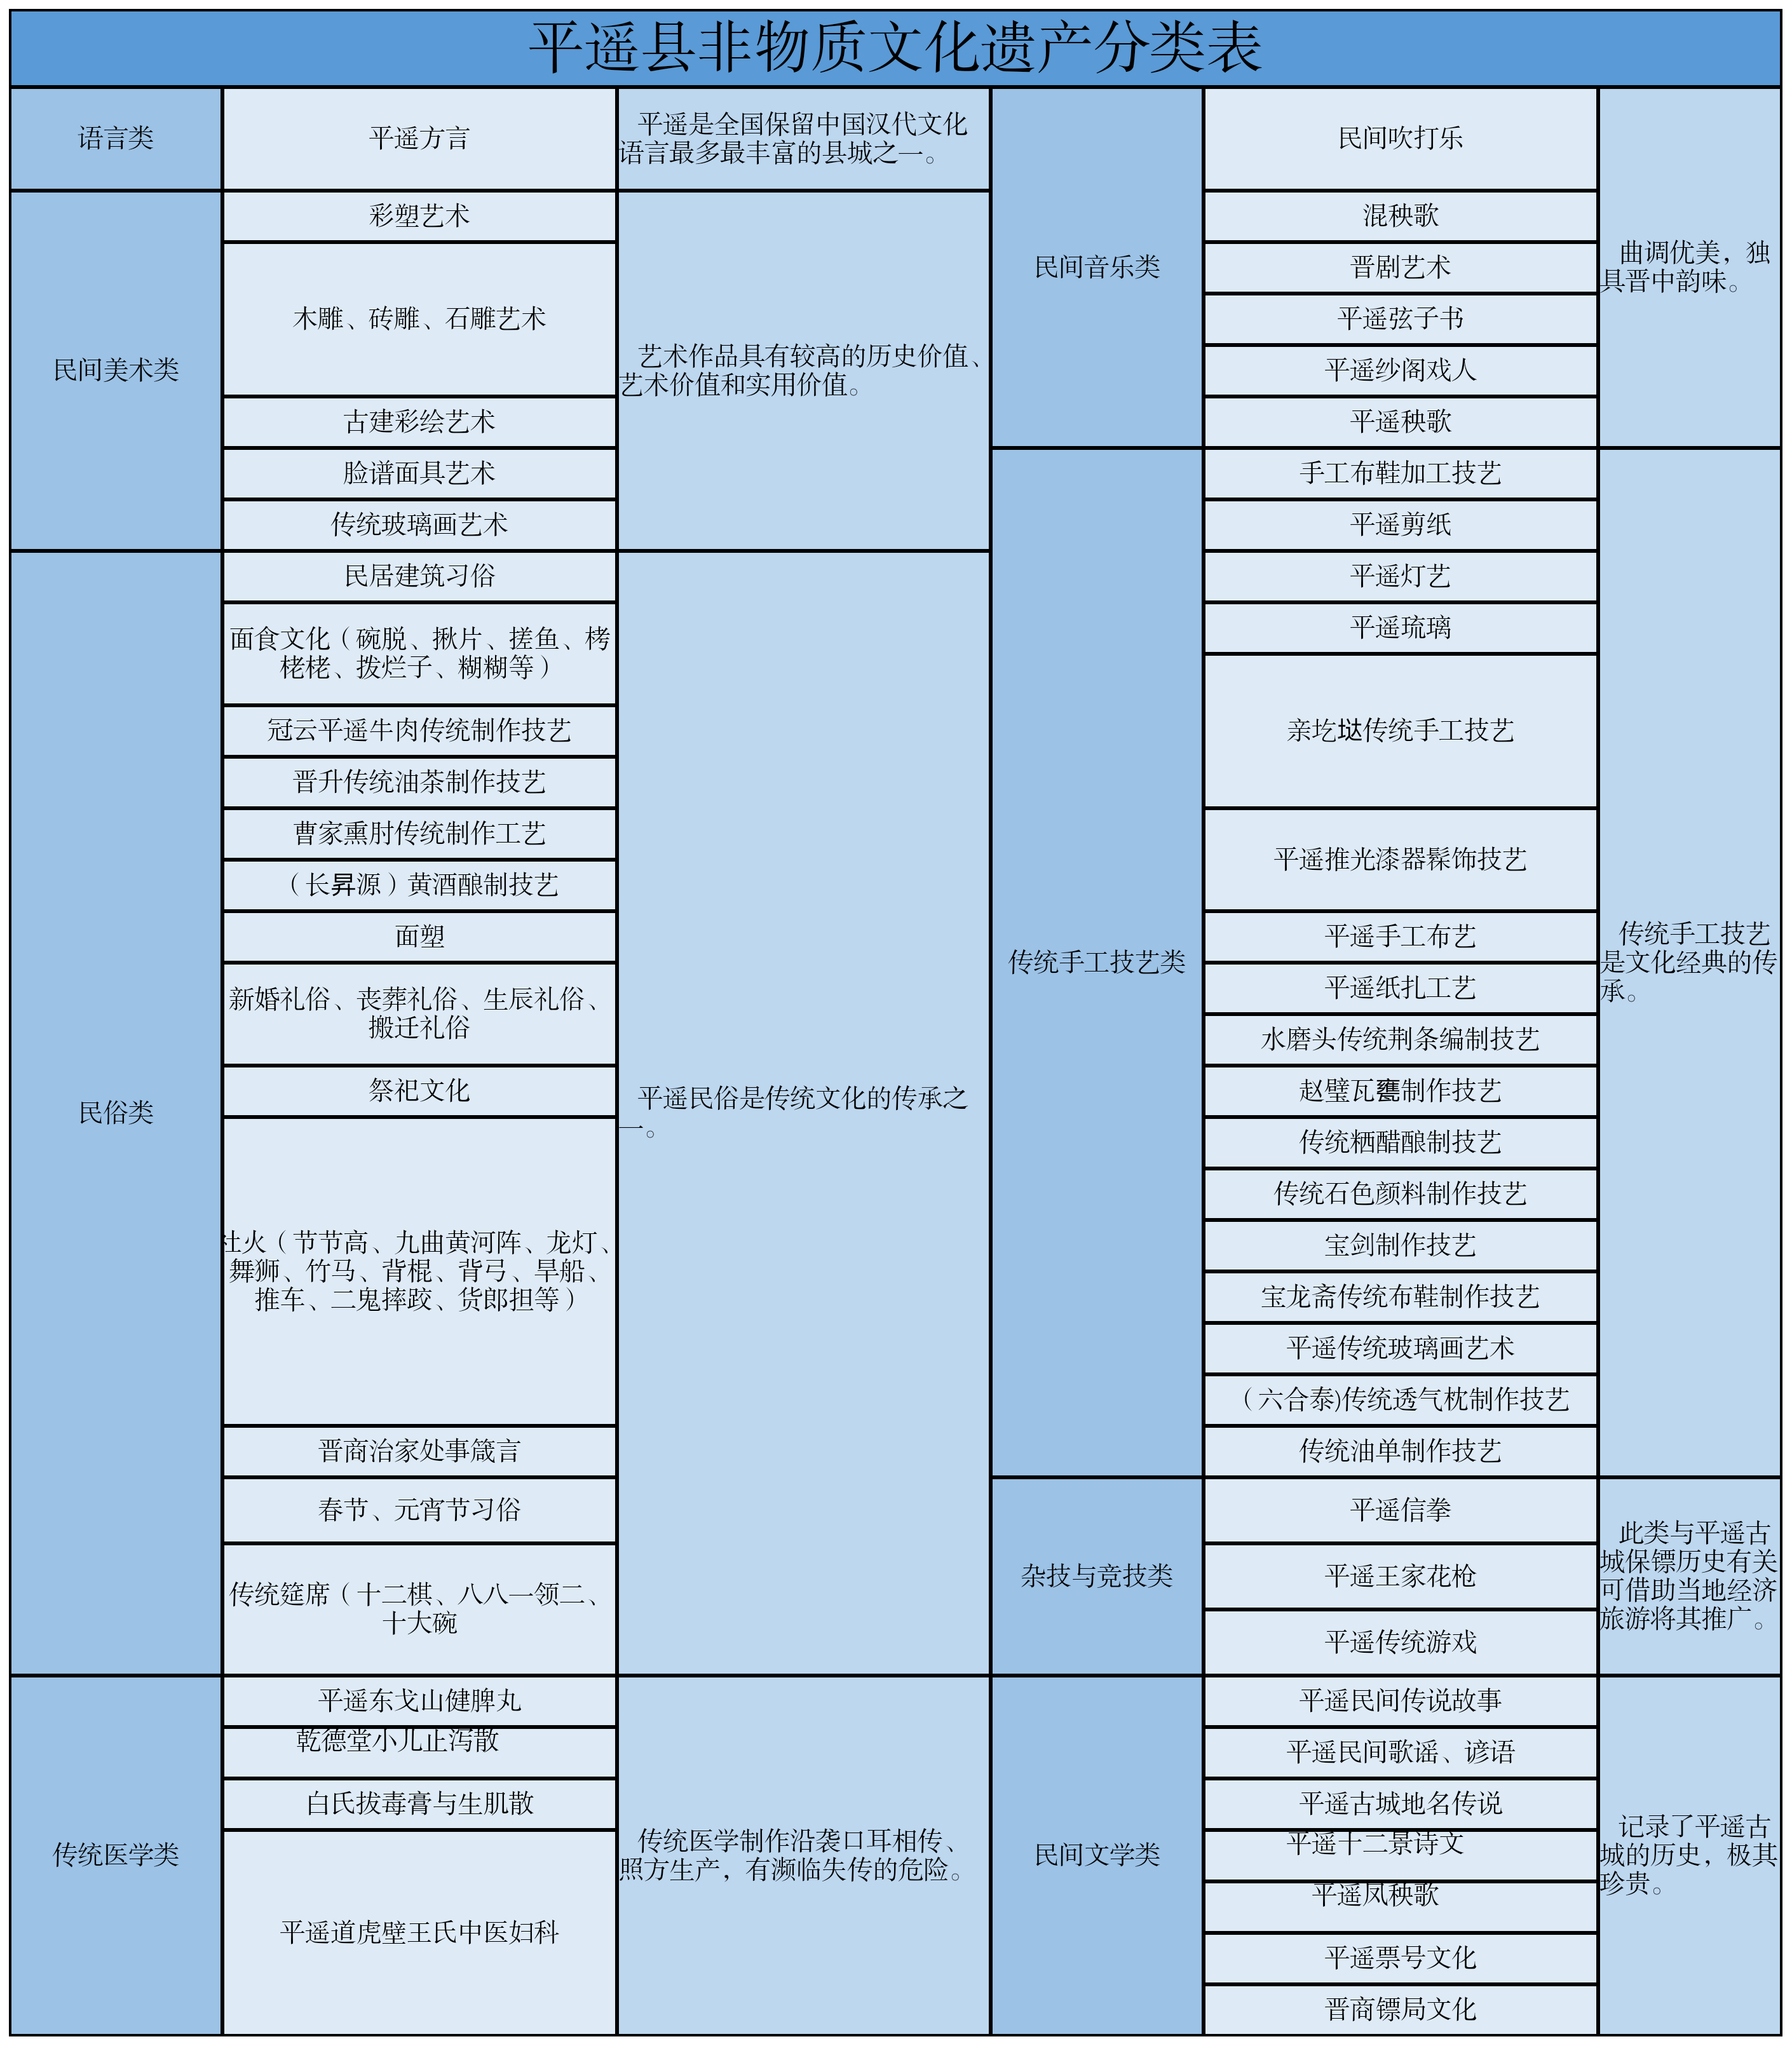 平遥县非物质文化遗产分类表
语言类
平遥方言
平遥是全国保留中国汉代文化
语言最多最丰富的县城之一。
民间美术类
彩塑艺术
木雕、砖雕、石雕艺术
古建彩绘艺术
脸谱面具艺术
传统玻璃画艺术
艺术作品具有较高的历史价值、
艺术价值和实用价值。
民俗类
民居建筑习俗
面食文化（碗脱、揪片、搓鱼、栲
栳栳、拨烂子、糊糊等）
冠云平遥牛肉传统制作技艺
晋升传统油茶制作技艺
曹家熏肘传统制作工艺
（长昇源）黄酒酿制技艺
面塑
新婚礼俗、丧葬礼俗、生辰礼俗、
搬迁礼俗
祭祀文化
社火（节节高、九曲黄河阵、龙灯、
舞狮、竹马、背棍、背弓、旱船、
推车、二鬼摔跤、货郎担等）
晋商治家处事箴言
春节、元宵节习俗
传统筵席（十二棋、八八一领二、
十大碗
平遥民俗是传统文化的传承之
一。
传统医学类
平遥东戈山健脾丸
乾德堂小儿止泻散
白氏拔毒膏与生肌散
平遥道虎壁王氏中医妇科
传统医学制作沿袭口耳相传、
照方生产，有濒临失传的危险。
民间音乐类
民间吹打乐
混秧歌
晋剧艺术
平遥弦子书
平遥纱阁戏人
平遥秧歌
曲调优美，独
具晋中韵味。
传统手工技艺类
手工布鞋加工技艺
平遥剪纸
平遥灯艺
平遥琉璃
亲圪垯传统手工技艺
平遥推光漆器髹饰技艺
平遥手工布艺
平遥纸扎工艺
水磨头传统荆条编制技艺
赵壁瓦甕制作技艺
传统粞醋酿制技艺
传统石色颜料制作技艺
宝剑制作技艺
宝龙斋传统布鞋制作技艺
平遥传统玻璃画艺术
（六合泰)传统透气枕制作技艺
传统油单制作技艺
传统手工技艺
是文化经典的传
承。
杂技与竞技类
平遥信拳
平遥王家花枪
平遥传统游戏
此类与平遥古
城保镖历史有关
可借助当地经济
旅游将其推广。
民间文学类
平遥民间传说故事
平遥民间歌谣、谚语
平遥古城地名传说
平遥十二景诗文
平遥凤秧歌
平遥票号文化
晋商镖局文化
记录了平遥古
城的历史，极其
珍贵。